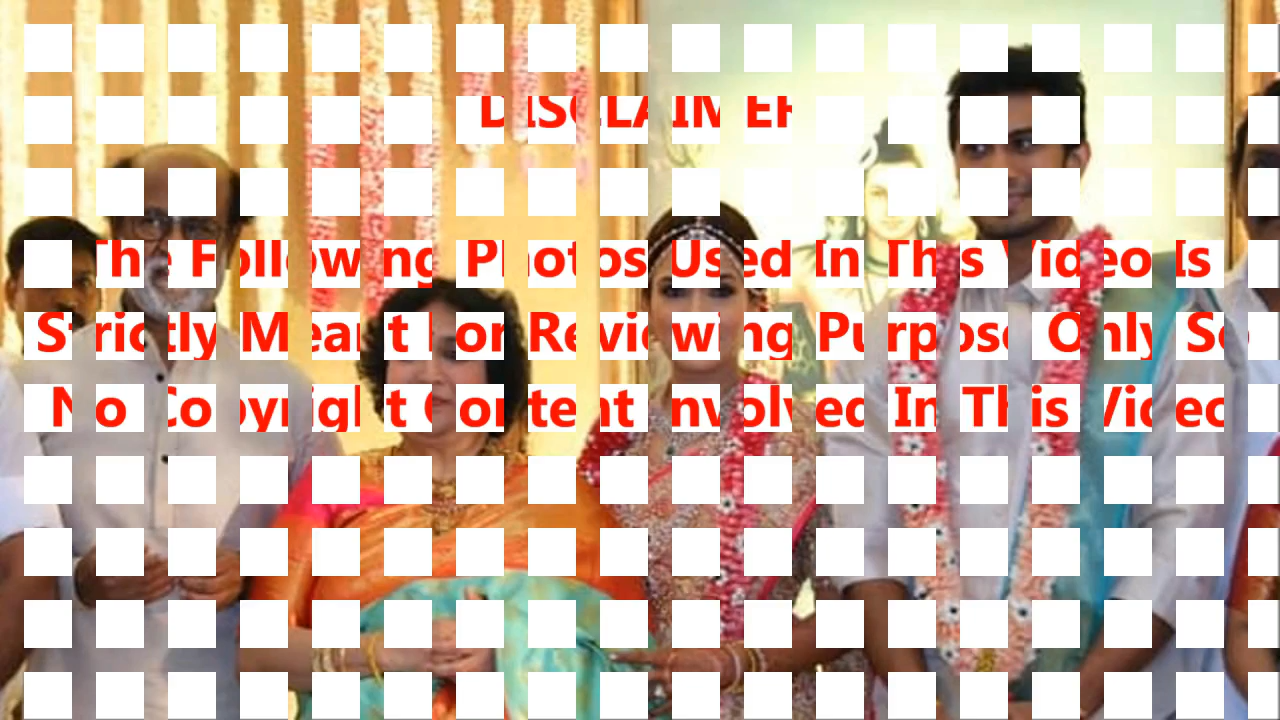 DISCLAIMER
The Following Photos Used In This Video Is
Strictly Meant For Reviewing Purpose Only So
No Copyright Content Involved In This Video